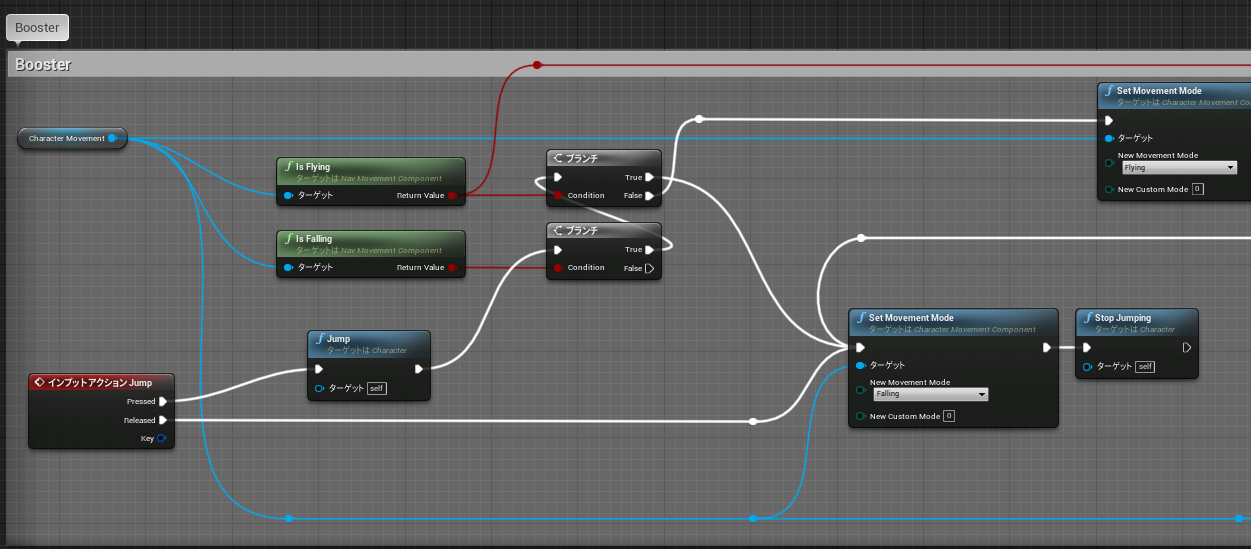 Booster
Booster
Character Movement
Set Movement Mode
ターゲットは Character Movement Co
ターゲット
New Movement Mode
Flying
New Custom Mode 0
Is Flying
ターゲットは Nav Movement Component
ターゲット Return Value
ブランチ
True
Condition False
Is Falling
ターゲットは Nav Movement Component
ターゲット Return Value
ブランチ
True
Condition False
Jump
ターゲットは Character
ターゲット self
インプットアクション Jump
Pressed
Released
Key
Set Movement Mode
ターゲットは Character Movement Component
ターゲット
New Movement Mode
Falling
New Custom Mode 0
Stop Jumping
ターゲットは Character
ターゲット self